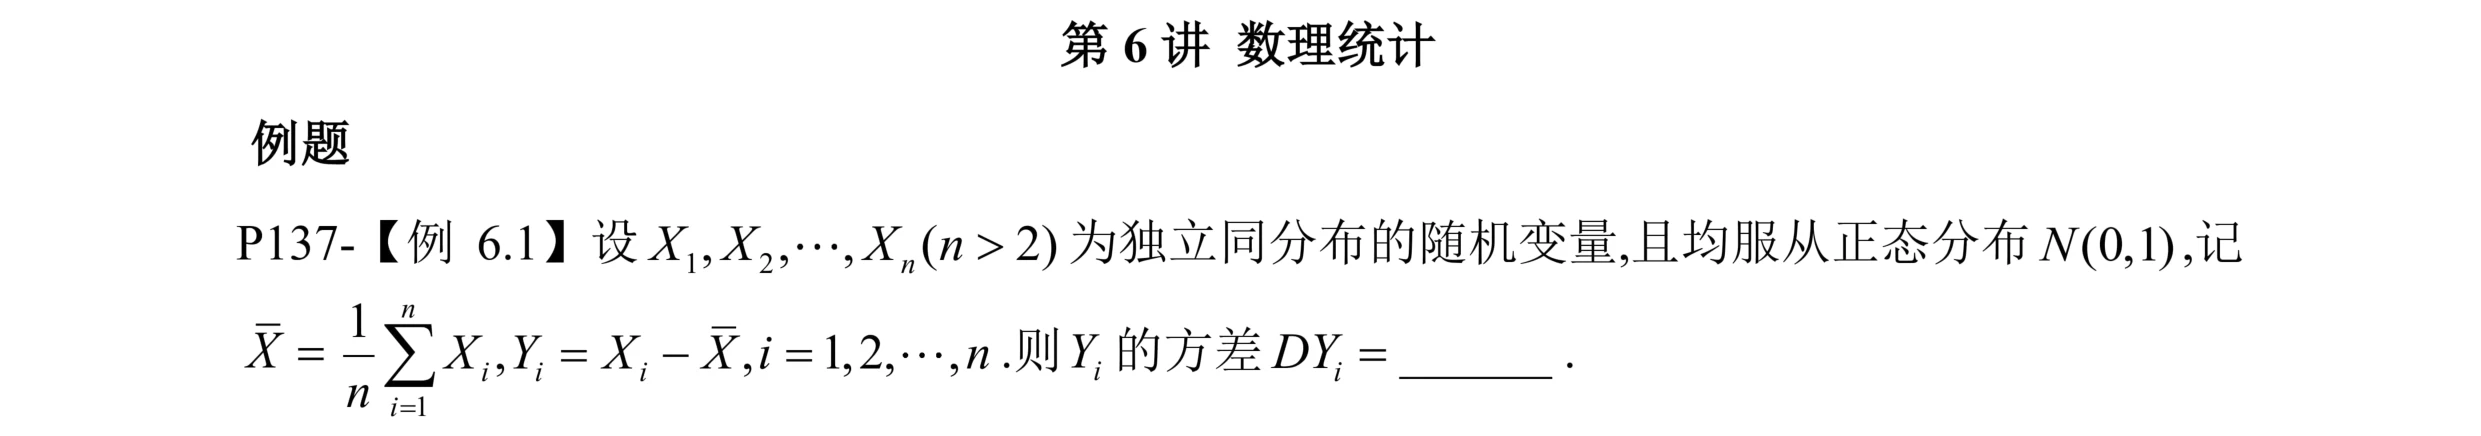 第 6 讲 数理统计
例题
P137-【例 6.1】设 $X_1, X_2, \cdots, X_n (n > 2)$ 为独立同分布的随机变量,且均服从正态分布 $N(0,1)$,记
$\overline{X} = \frac{1}{n}\sum_{i=1}^{n} X_i, Y_i = X_i - \overline{X}, i = 1, 2, \cdots, n$.则 $Y_i$ 的方差 $DY_i =$ ______ .